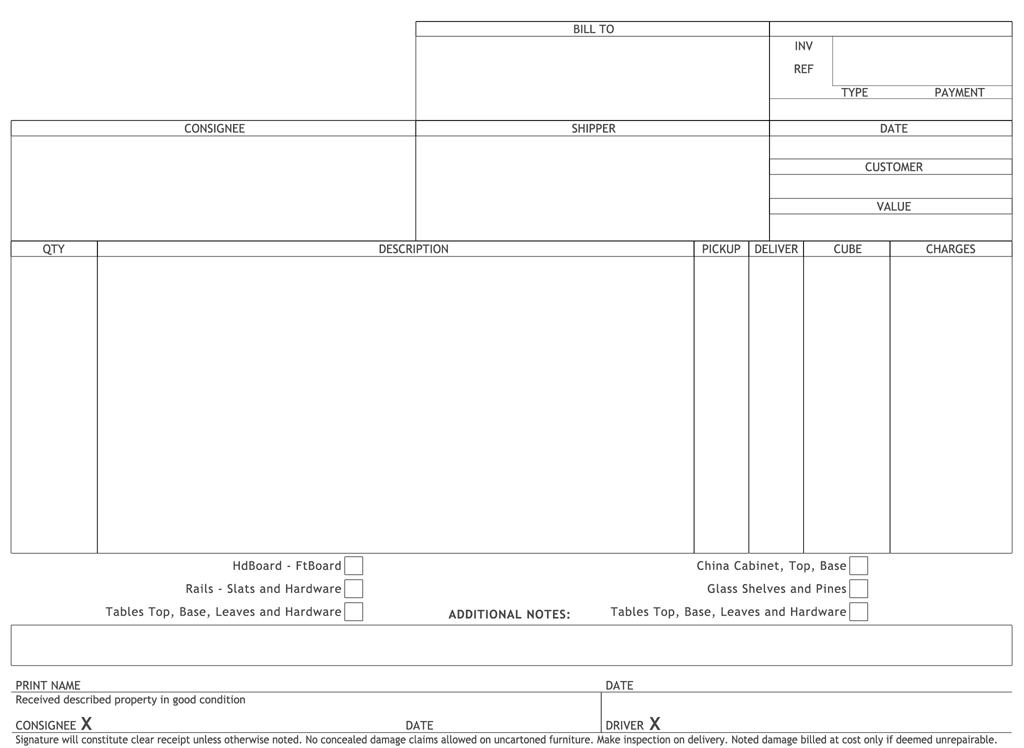 BILL TO
INV
REF
TYPE PAYMENT
CONSIGNEE SHIPPER DATE
CUSTOMER
VALUE
QTY DESCRIPTION PICKUP DELIVER CUBE CHARGES
HdBoard - FtBoard China Cabinet, Top, Base
Rails - Slats and Hardware Glass Shelves and Pines
Tables Top, Base, Leaves and Hardware ADDITIONAL NOTES: Tables Top, Base, Leaves and Hardware
PRINT NAME DATE
Received described property in good condition
CONSIGNEE X DATE DRIVER X
Signature will constitute clear receipt unless otherwise noted. No concealed damage claims allowed on uncartoned furniture. Make inspection on delivery. Noted damage billed at cost only if deemed unrepairable.